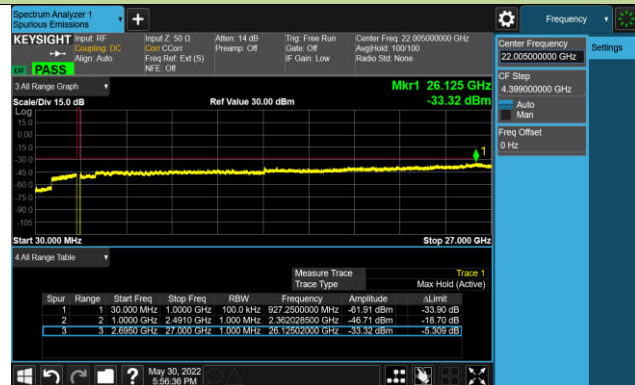 Spectrum Analyzer 1
Spurious Emissions
Frequency
KEYSIGHT Input: RF
Coupling: DC
Align: Auto
Input Z: 50 Ω
Corr CCorr
Freq Ref: Ext (S)
NFE: Off
Atten: 14 dB
Preamp: Off
Trig: Free Run
Gate: Off
IF Gain: Low
Center Freq: 22.005000000 GHz
Avg|Hold: 100/100
Radio Std: None
PASS
Center Frequency
22.005000000 GHz
Settings
CF Step
4.399000000 GHz
Auto
Man
Freq Offset
0 Hz
3 All Range Graph
Mkr1 26.125 GHz
Scale/Div 15.0 dB
Ref Value 30.00 dBm
-33.32 dBm
Log
15.0
0.00
-15.0
-30.0
-45.0
-60.0
-75.0
-90.0
-105
1
Start 30.000 MHz
Stop 27.000 GHz
4 All Range Table
Measure Trace Trace 1
Trace Type Max Hold (Active)
Spur Range Start Freq Stop Freq RBW Frequency Amplitude ΔLimit
1 1 30.000 MHz 1.0000 GHz 100.0 kHz 927.2500000 MHz -61.91 dBm -33.90 dB
2 2 1.0000 GHz 2.4910 GHz 1.000 MHz 2.362028500 GHz -46.71 dBm -18.70 dB
3 3 2.6950 GHz 27.000 GHz 1.000 MHz 26.12502000 GHz -33.32 dBm -5.309 dB
May 30, 2022
5:56:36 PM